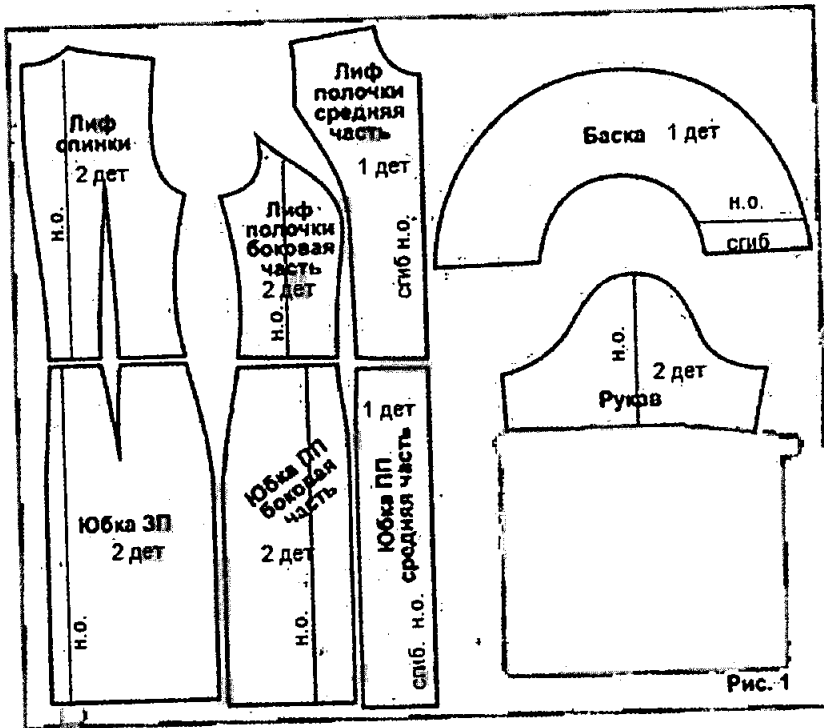 Лиф
спинки
2 дет
н.о.
Лиф
полочки
средняя
часть
1 дет
сгиб н.о.
Лиф
полочки
боковая
часть
2 дет
н.о.
Баска 1 дет
н.о.
сгиб
н.о.
2 дет
Рукав
Юбка ЗП
2 дет
н.о.
Юбка ПП
боковая
часть
2 дет
н.о.
1 дет
Юбка ПП
средняя часть
сгиб. н.о.
Рис. 1